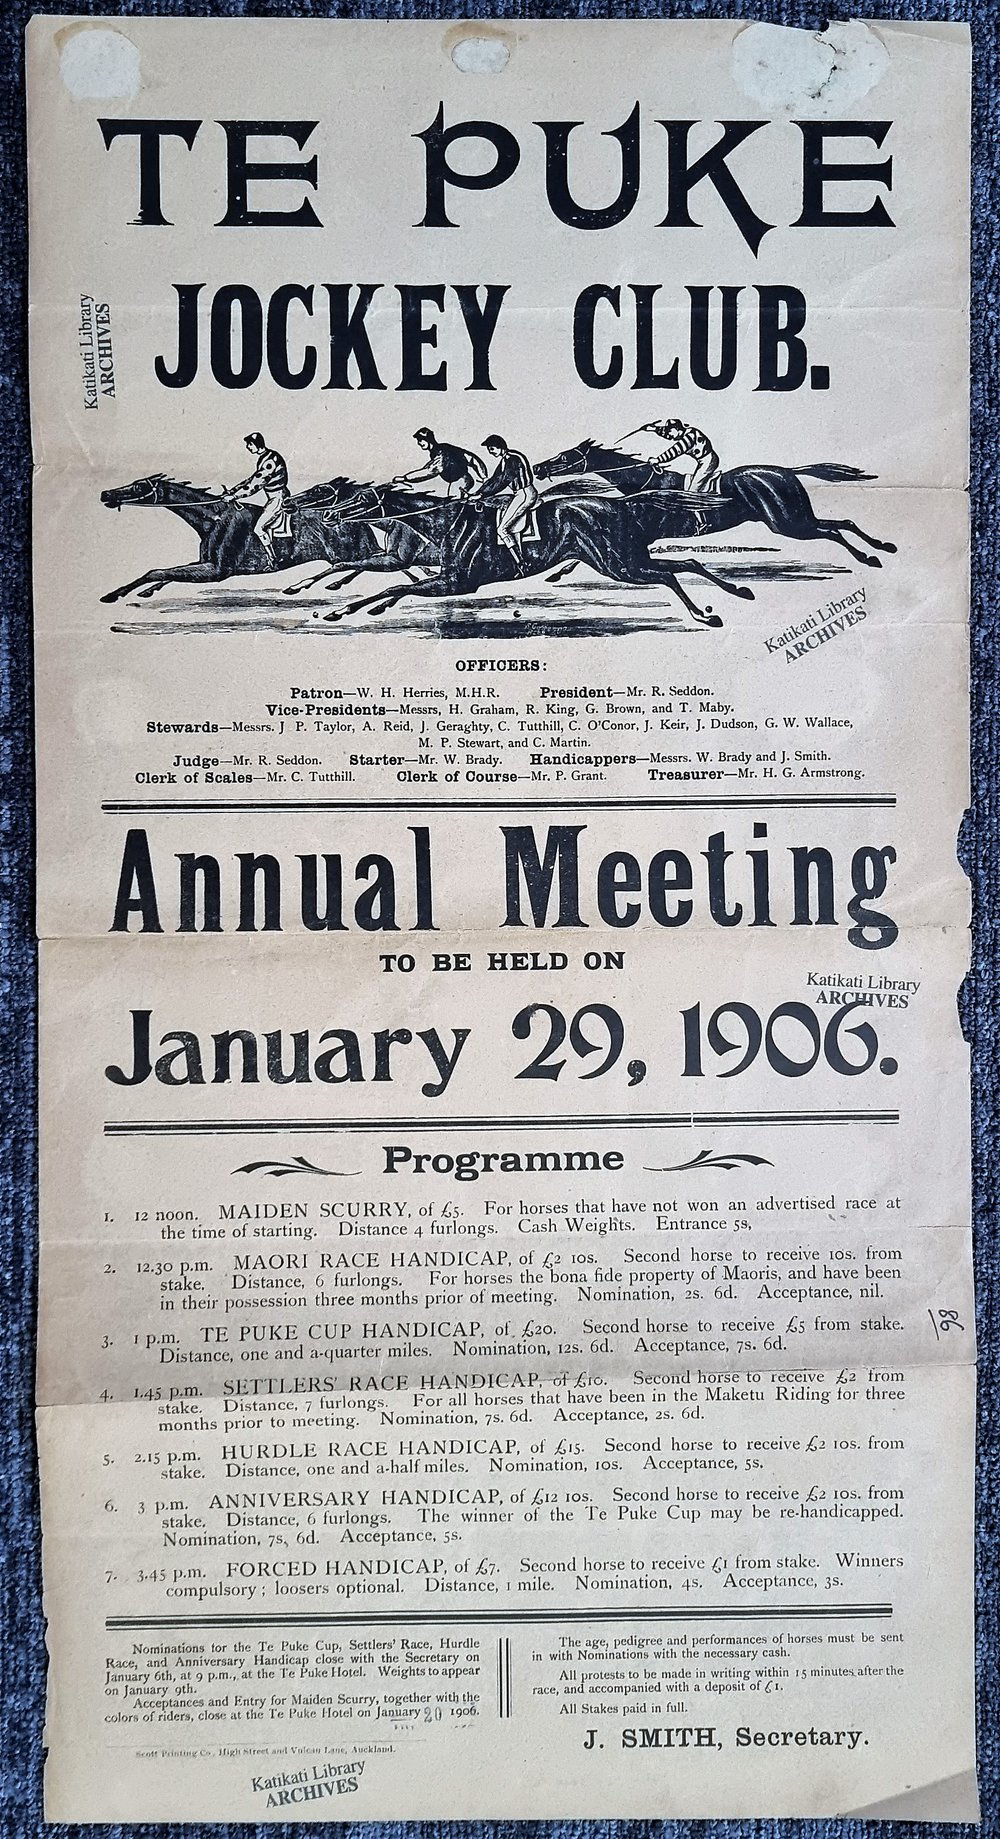 TE PUKE
JOCKEY CLUB.
Katikati Library
ARCHIVES
Katikati Library
ARCHIVES
OFFICERS:
Patron—W. H. Herries, M.H.R. President—Mr. R. Seddon.
Vice-Presidents—Messrs, H. Graham, R. King, G. Brown, and T. Maby.
Stewards—Messrs. J P. Taylor, A. Reid, J. Geraghty, C. Tutthill, C. O'Conor, J. Keir, J. Dudson, G. W. Wallace,
M. P. Stewart, and C. Martin.
Judge—Mr. R. Seddon. Starter—Mr. W. Brady. Handicappers—Messrs. W. Brady and J. Smith.
Clerk of Scales—Mr. C. Tutthill. Clerk of Course—Mr. P. Grant. Treasurer—Mr. H. G. Armstrong.
Annual Meeting
TO BE HELD ON
Katikati Library
ARCHIVES
January 29, 1906.
Programme
1. 12 noon. MAIDEN SCURRY, of £5. For horses that have not won an advertised race at
the time of starting. Distance 4 furlongs. Cash Weights. Entrance 5s,
2. 12.30 p.m. MAORI RACE HANDICAP, of £2 10s. Second horse to receive 10s. from
stake. Distance, 6 furlongs. For horses the bona fide property of Maoris, and have been
in their possession three months prior of meeting. Nomination, 2s. 6d. Acceptance, nil.
3. 1 p.m. TE PUKE CUP HANDICAP, of £20. Second horse to receive £5 from stake.
Distance, one and a-quarter miles. Nomination, 12s. 6d. Acceptance, 7s. 6d.
98/
4. 1.45 p.m. SETTLERS' RACE HANDICAP, of £10. Second horse to receive £2 from
stake. Distance, 7 furlongs. For all horses that have been in the Maketu Riding for three
months prior to meeting. Nomination, 7s. 6d. Acceptance, 2s. 6d.
5. 2.15 p.m. HURDLE RACE HANDICAP, of £15. Second horse to receive £2 10s. from
stake. Distance, one and a-half miles. Nomination, 10s. Acceptance, 5s,
6. 3 p.m. ANNIVERSARY HANDICAP, of £12 10s. Second horse to receive £2 10s. from
stake. Distance, 6 furlongs. The winner of the Te Puke Cup may be re-handicapped.
Nomination, 7s, 6d. Acceptance, 5s.
7. 3.45 p.m. FORCED HANDICAP, of £7. Second horse to receive £1 from stake. Winners
compulsory; loosers optional. Distance, 1 mile. Nomination, 4s. Acceptance, 3s.
Nominations for the Te Puke Cup, Settlers' Race, Hurdle
Race, and Anniversary Handicap close with the Secretary on
January 6th, at 9 p.m., at the Te Puke Hotel. Weights to appear
on January 9th.
Acceptances and Entry for Maiden Scurry, together with the
colors of riders, close at the Te Puke Hotel on January 20 1906.
The age, pedigree and performances of horses must be sent
in with Nominations with the necessary cash.
All protests to be made in writing within 15 minutes after the
race, and accompanied with a deposit of £1.
All Stakes paid in full.
J. SMITH, Secretary.
Scott Printing Co., High Street and Vulcan Lane, Auckland.
Katikati Library
ARCHIVES